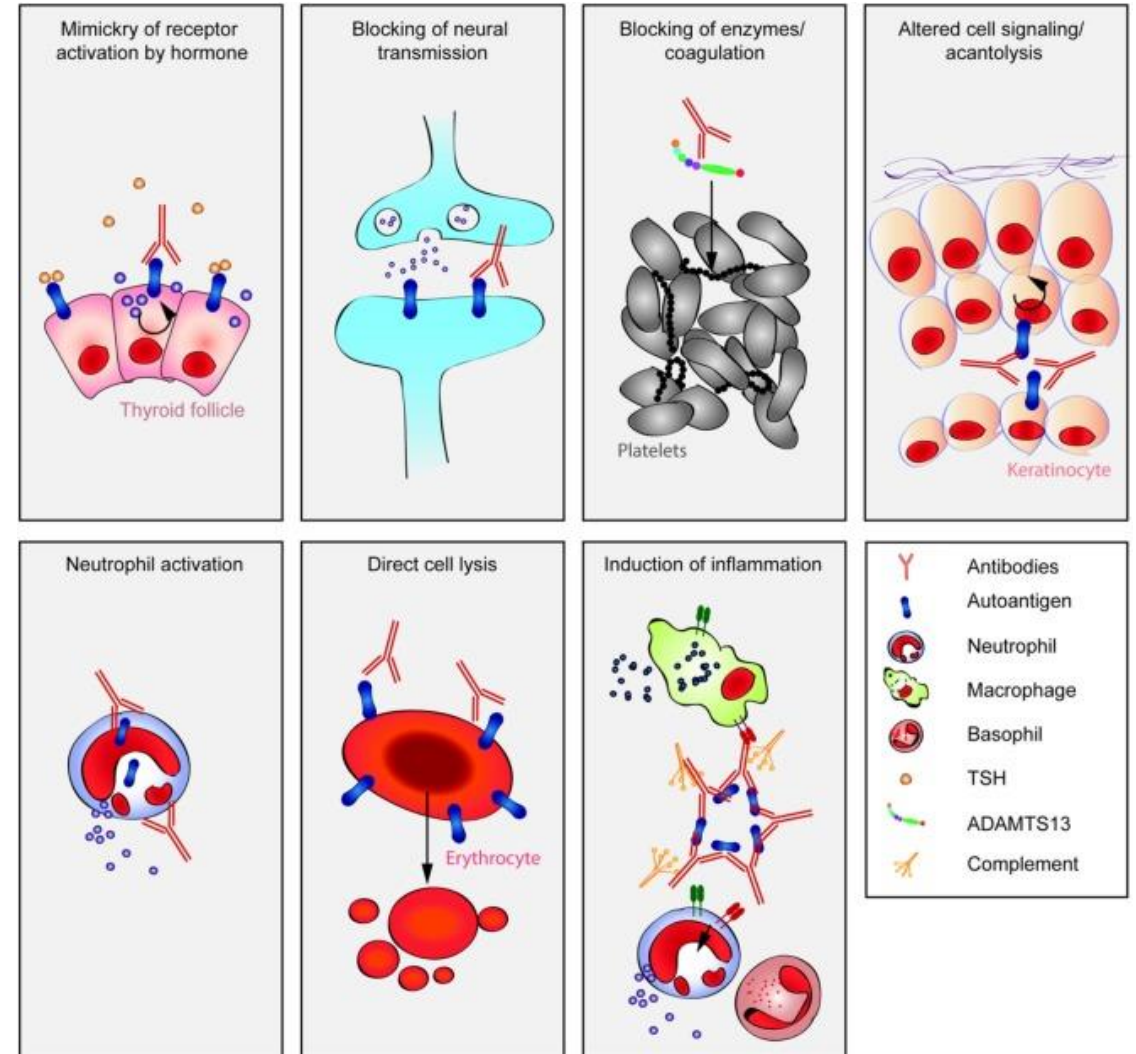 Mimickry of receptor
activation by hormone
Thyroid follicle
Blocking of neural
transmission
Blocking of enzymes/
coagulation
Platelets
Altered cell signaling/
acantolysis
Keratinocyte
Neutrophil activation
Direct cell lysis
Erythrocyte
Induction of inflammation
Antibodies
Autoantigen
Neutrophil
Macrophage
Basophil
TSH
ADAMTS13
Complement